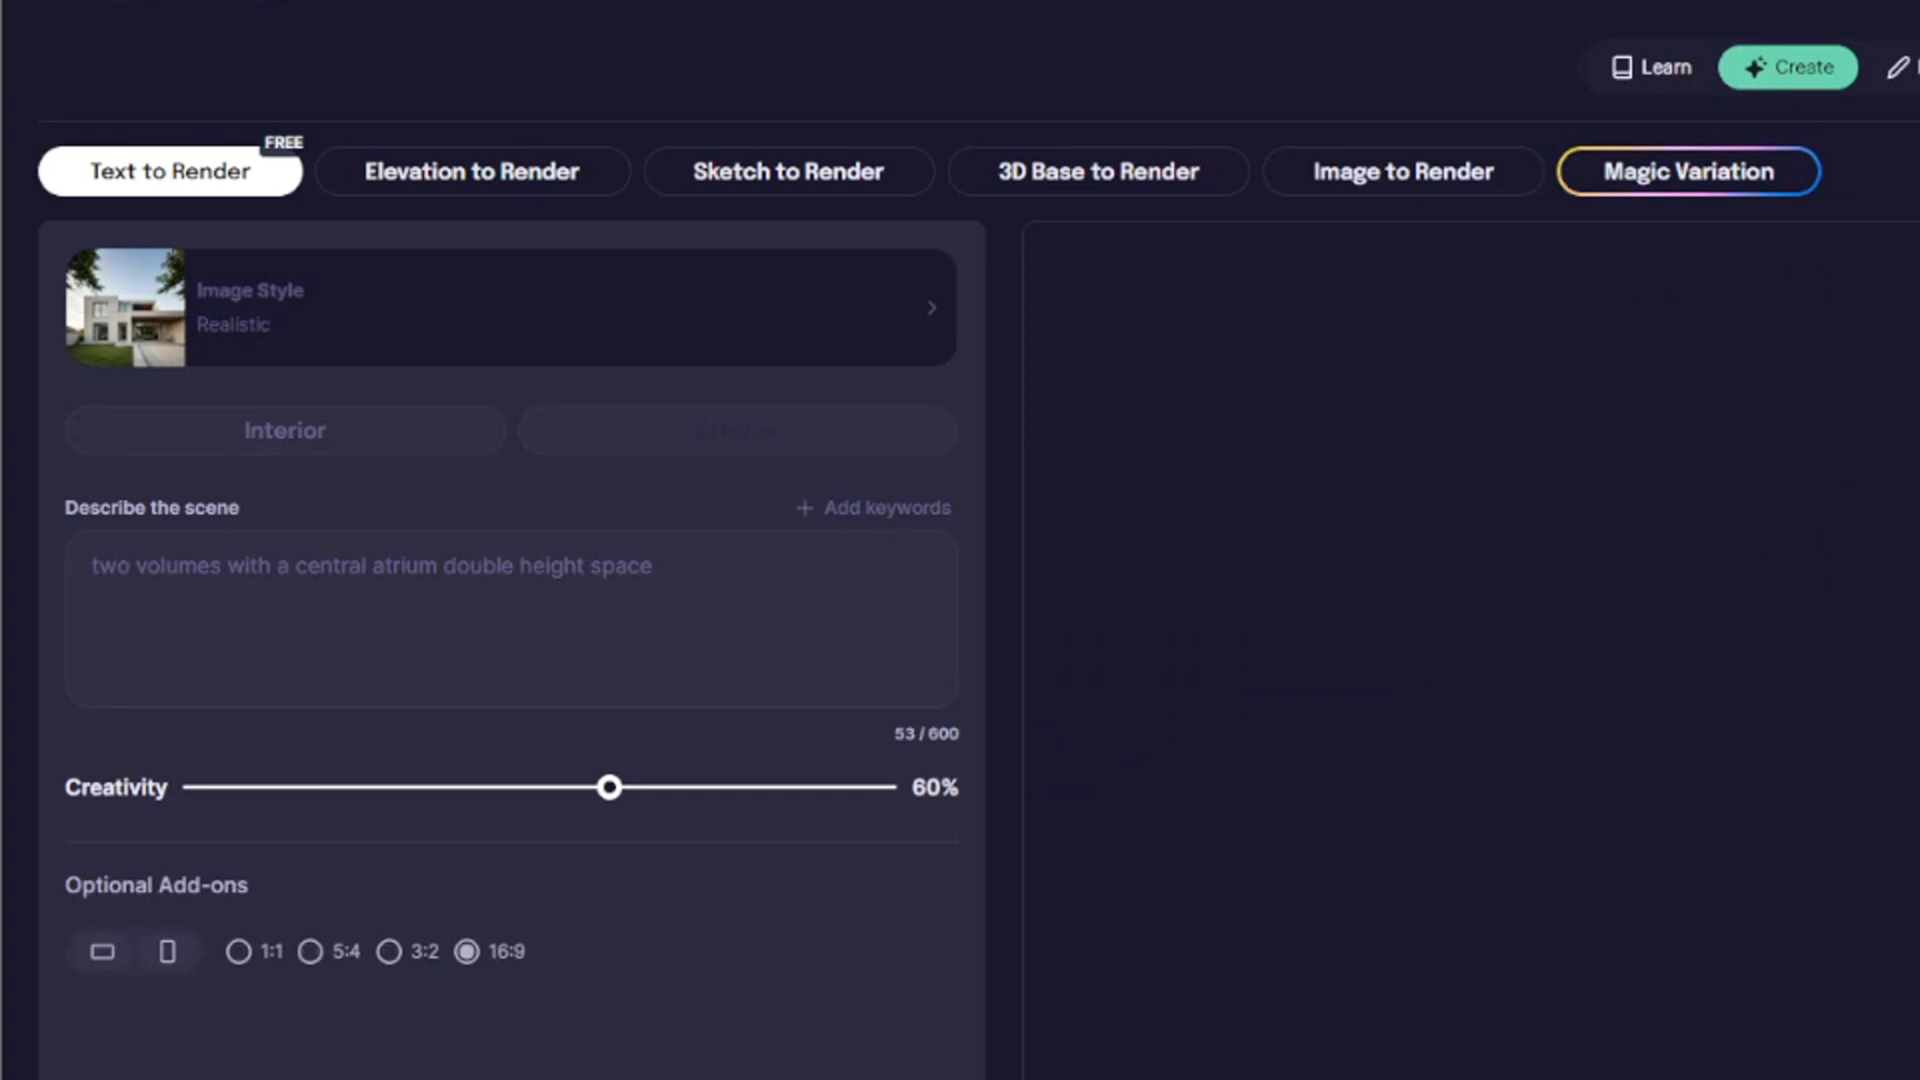 Learn
Create
FREE
Text to Render
Elevation to Render
Sketch to Render
3D Base to Render
Image to Render
Magic Variation
Image Style
Realistic
Interior
Describe the scene
+ Add keywords
two volumes with a central atrium double height space
53 / 600
Creativity
60%
Optional Add-ons
1:1
5:4
3:2
16:9